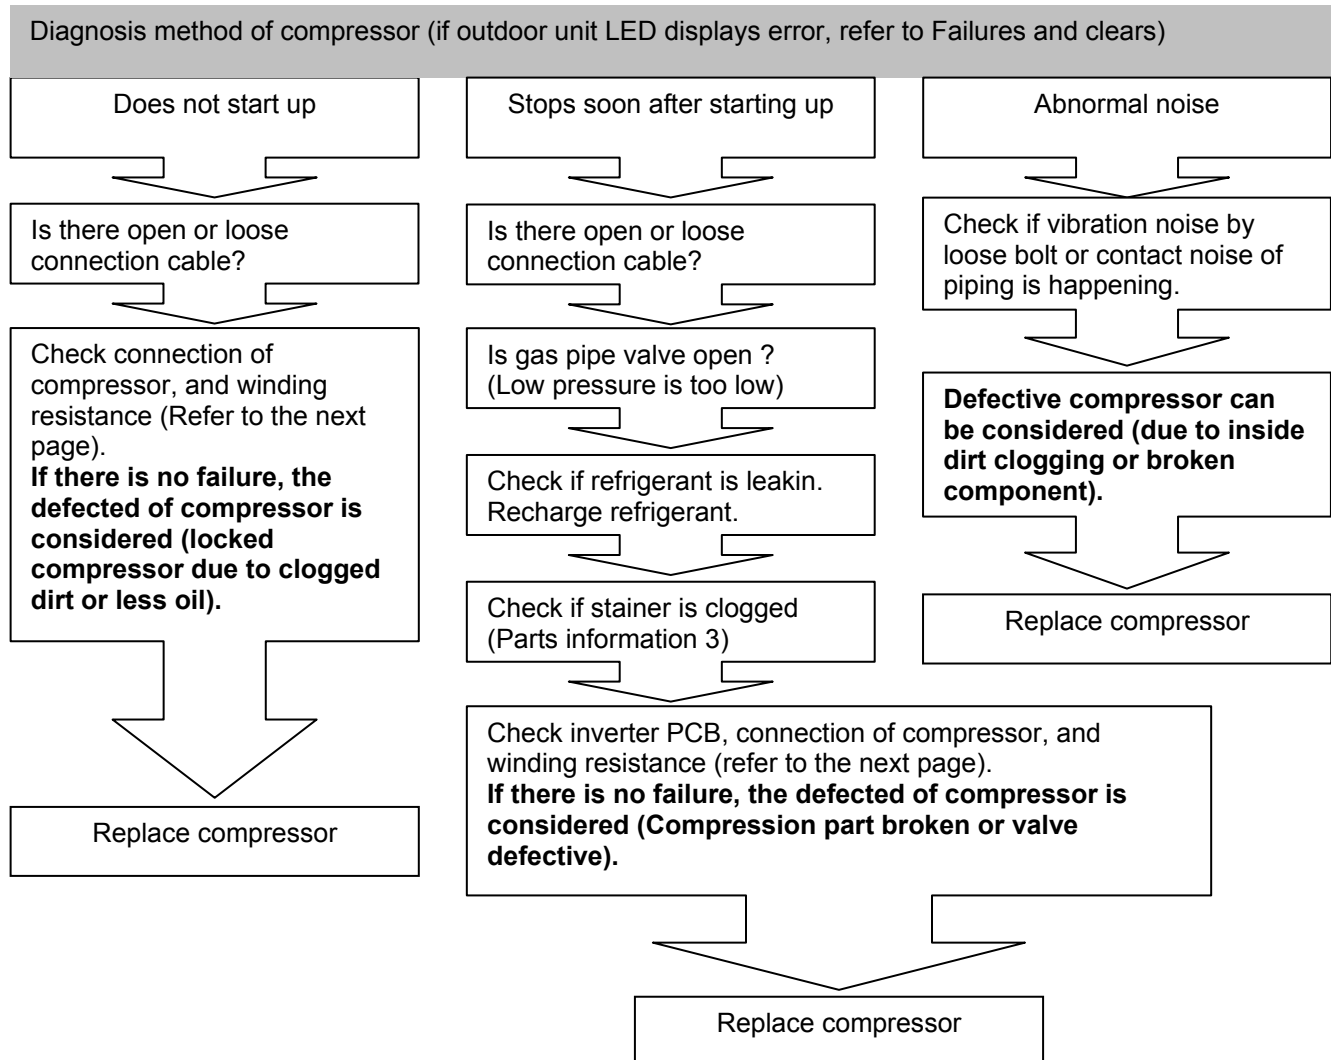 Diagnosis method of compressor (if outdoor unit LED displays error, refer to Failures and clears)
Does not start up
Is there open or loose
connection cable?
Check connection of
compressor, and winding
resistance (Refer to the next
page).
If there is no failure, the
defected of compressor is
considered (locked
compressor due to clogged
dirt or less oil).
Replace compressor
Stops soon after starting up
Is there open or loose
connection cable?
Is gas pipe valve open ?
(Low pressure is too low)
Check if refrigerant is leakin.
Recharge refrigerant.
Check if stainer is clogged
(Parts information 3)
Check inverter PCB, connection of compressor, and
winding resistance (refer to the next page).
If there is no failure, the defected of compressor is
considered (Compression part broken or valve
defective).
Replace compressor
Abnormal noise
Check if vibration noise by
loose bolt or contact noise of
piping is happening.
Defective compressor can
be considered (due to inside
dirt clogging or broken
component).
Replace compressor